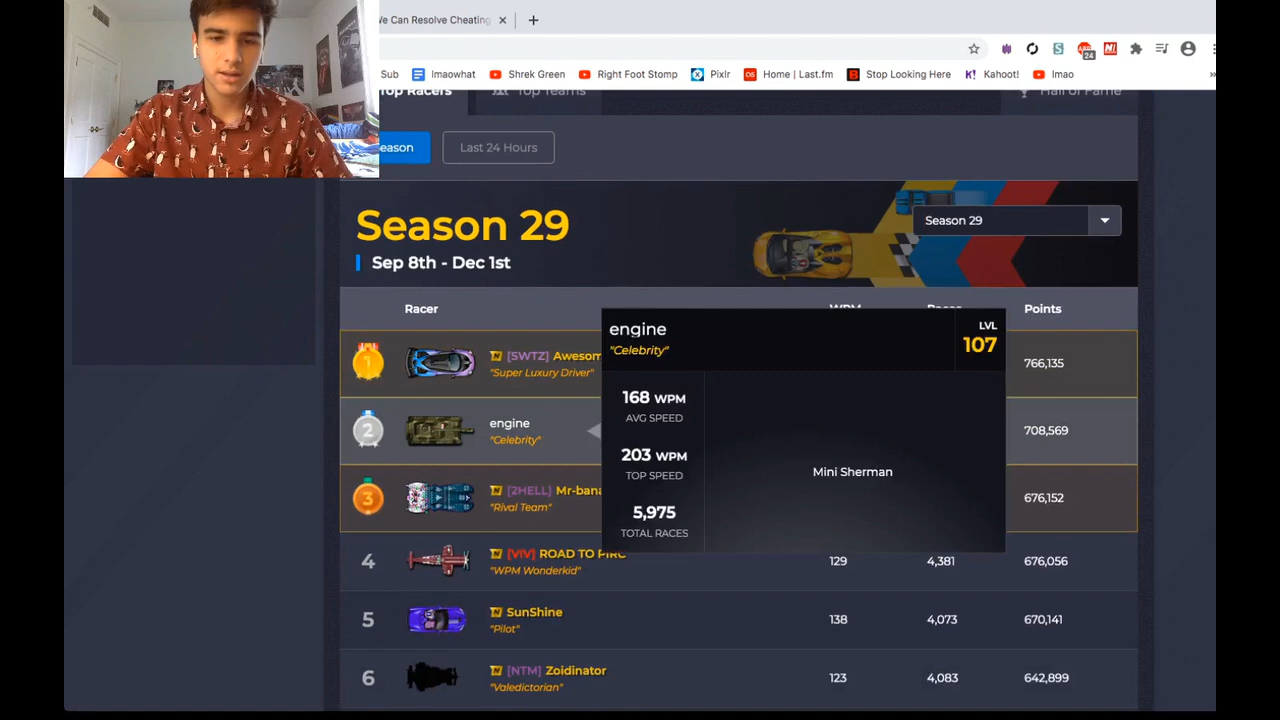 We Can Resolve Cheating
24
Sub
lmaowhat
Shrek Green
Right Foot Stomp
Pixlr
Home | Last.fm
Stop Looking Here
Kahoot!
lmao
»
Top Racers
Top Teams
Hall of Fame
eason
Last 24 Hours
Season 29
Sep 8th - Dec 1st
Season 29
Racer
WPM
Races
Points
1
[SWTZ] Awesom
"Super Luxury Driver"
766,135
2
engine
"Celebrity"
708,569
3
[2HELL] Mr-bana
"Rival Team"
676,152
engine
"Celebrity"
LVL
107
168 WPM
AVG SPEED
203 WPM
TOP SPEED
5,975
TOTAL RACES
Mini Sherman
4
[VIV] ROAD TO PIRC
"WPM Wonderkid"
129
4,381
676,056
5
SunShine
"Pilot"
138
4,073
670,141
6
[NTM] Zoidinator
"Valedictorian"
123
4,083
642,899